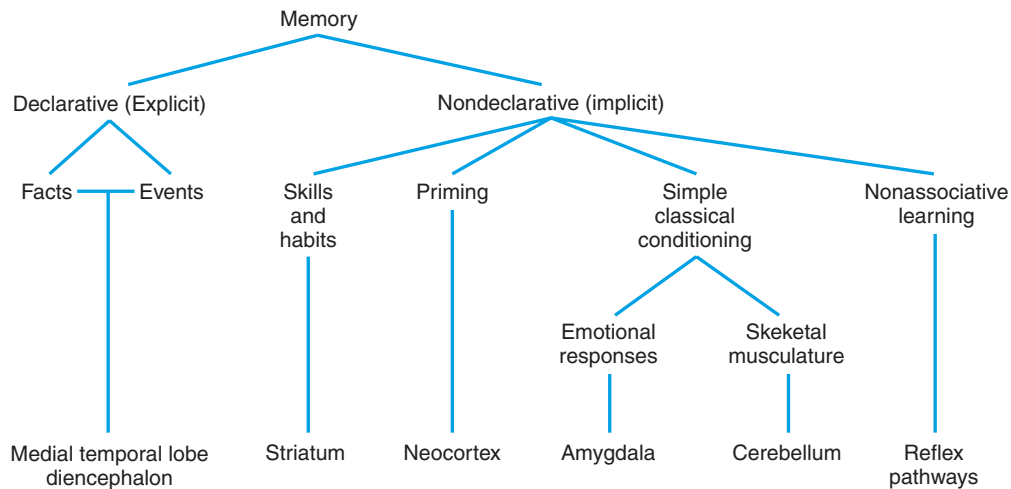 Memory
Declarative (Explicit)
Nondeclarative (implicit)
Facts
Events
Skills
and
habits
Priming
Simple
classical
conditioning
Nonassociative
learning
Emotional
responses
Skeketal
musculature
Medial temporal lobe
diencephalon
Striatum
Neocortex
Amygdala
Cerebellum
Reflex
pathways